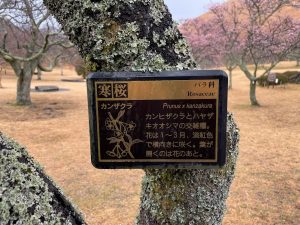 寒桜
バラ科
Rosaceae
カンザクラ
Prunus × kanzakura
カンヒザクラとハヤザ
キオオシマの交雑種。
花は1〜3月、淡紅色
で横向きに咲く。葉が
開くのは花のあと。